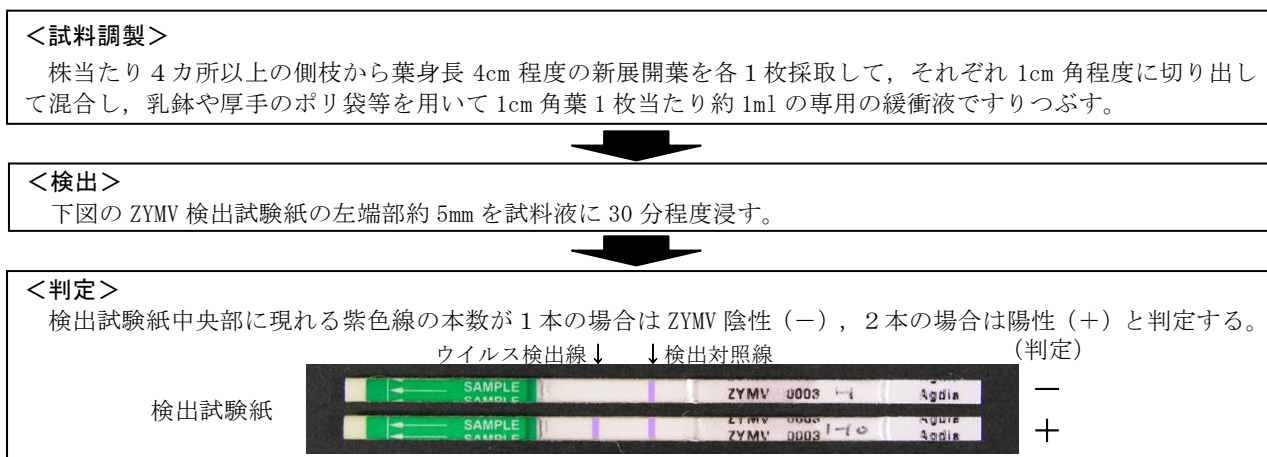 ＜試料調製＞
株当たり４カ所以上の側枝から葉身長 4cm 程度の新展開葉を各１枚採取して，それぞれ 1cm 角程度に切り出し
て混合し，乳鉢や厚手のポリ袋等を用いて 1cm 角葉１枚当たり約 1ml の専用の緩衝液ですりつぶす。
＜検出＞
下図の ZYMV 検出試験紙の左端部約 5mm を試料液に 30 分程度浸す。
＜判定＞
検出試験紙中央部に現れる紫色線の本数が１本の場合は ZYMV 陰性（－），２本の場合は陽性（＋）と判定する。
ウイルス検出線↓ ↓検出対照線 （判定）
検出試験紙
SAMPLE ZYMV 0003 Agdia －
SAMPLE
SAMPLE ZYMV 0003 1-10 Agdia ＋